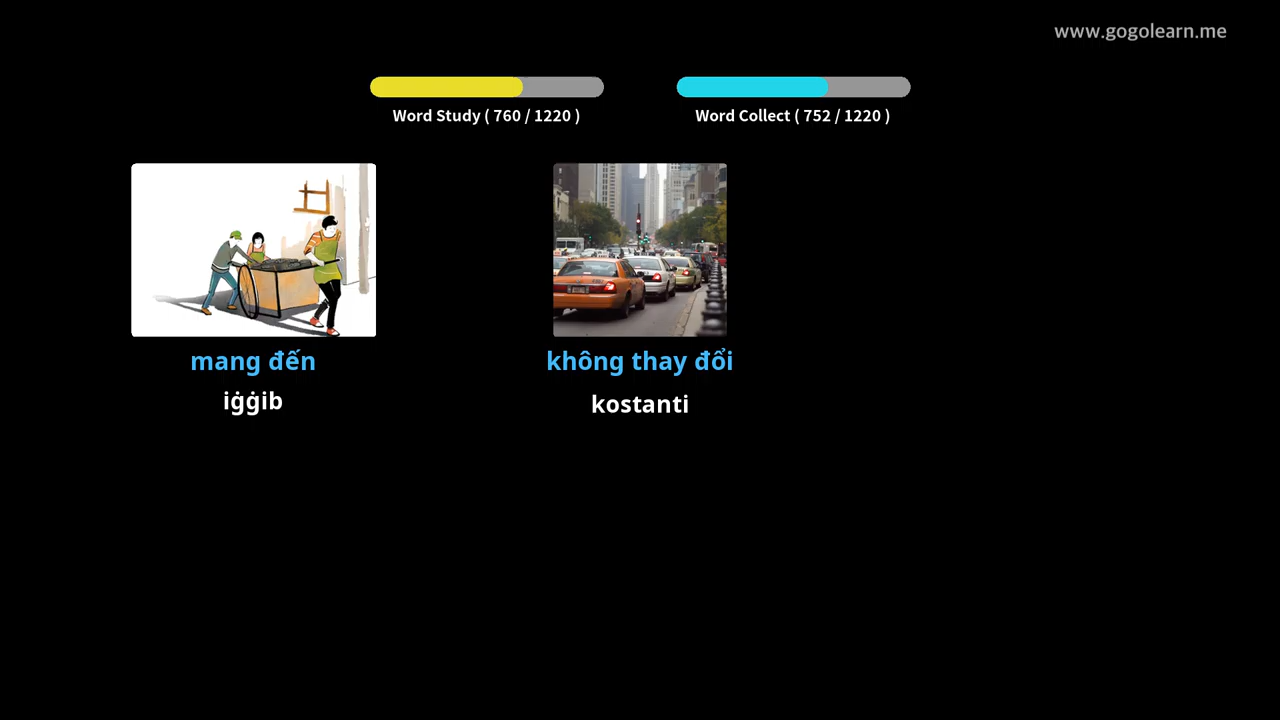 www.gogolearn.me
Word Study ( 760 / 1220 )
Word Collect ( 752 / 1220 )
mang đến
iġġib
không thay đổi
kostanti